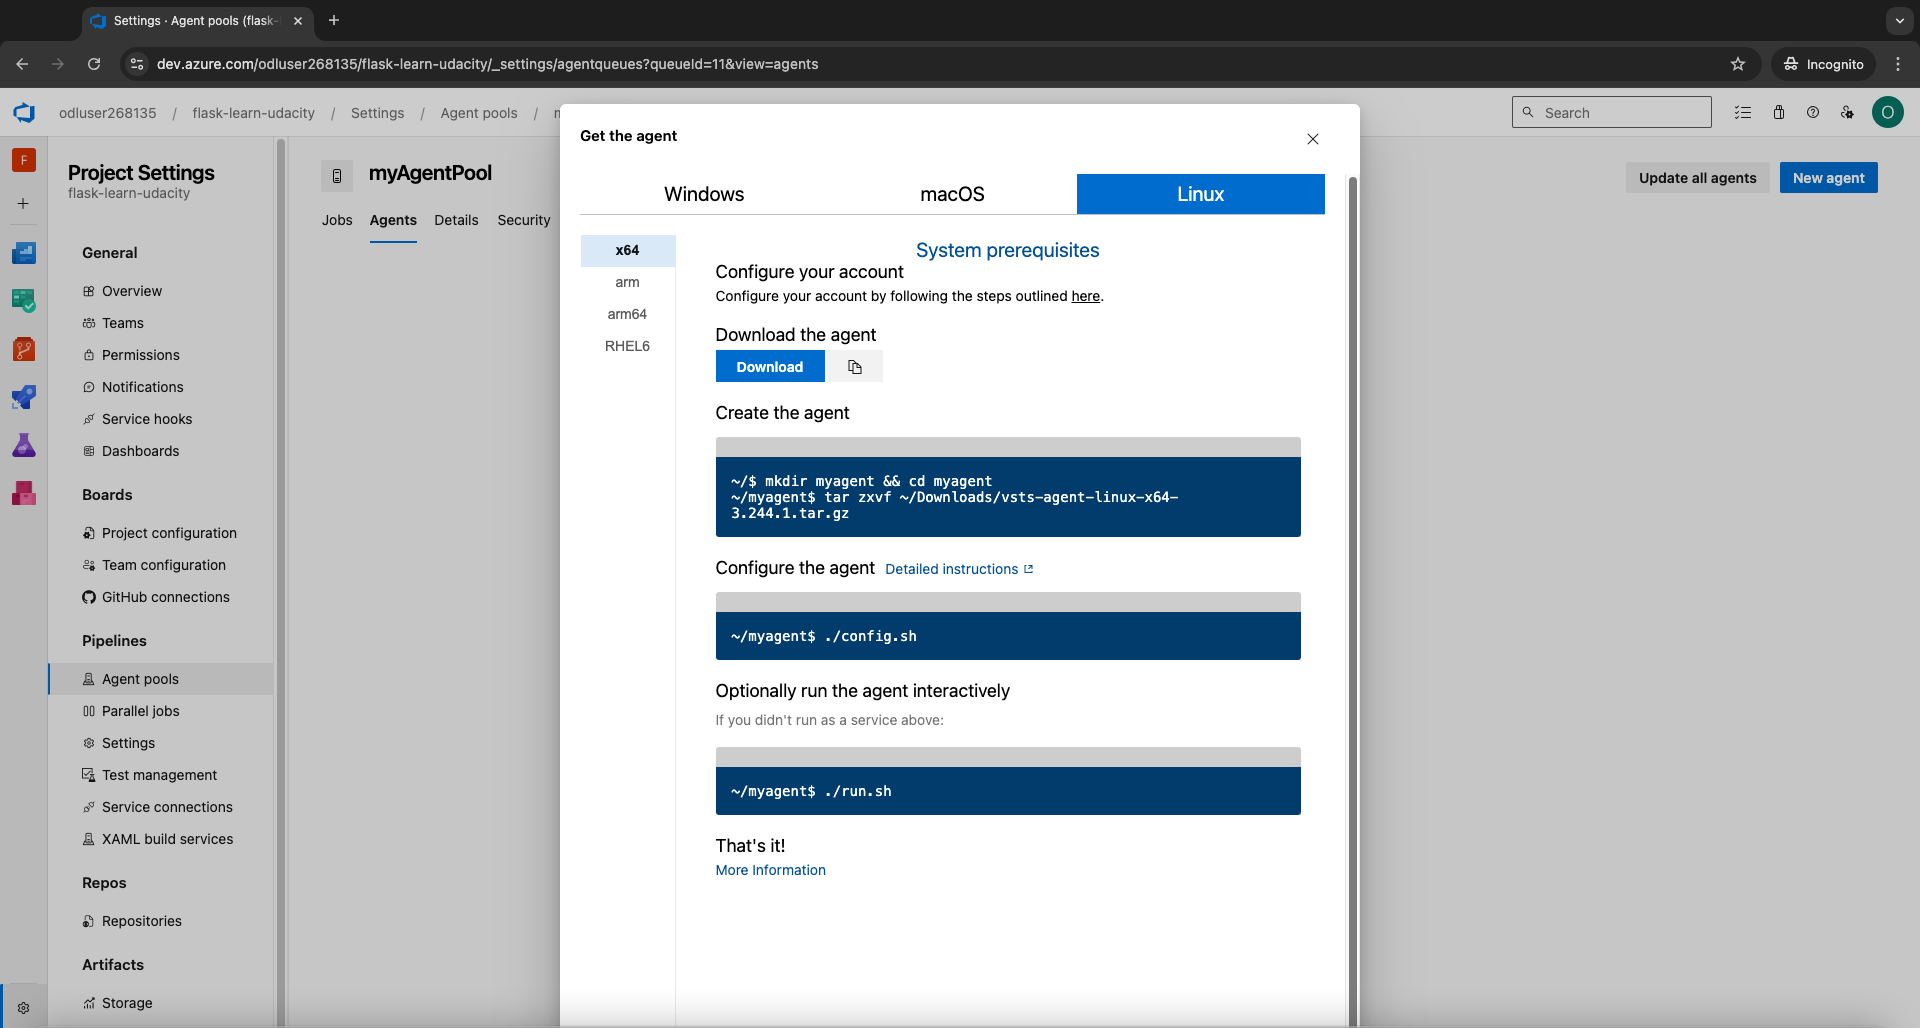 Settings · Agent pools (flask-
dev.azure.com/odluser268135/flask-learn-udacity/_settings/agentqueues?queueId=11&view=agents
Incognito
odluser268135 / flask-learn-udacity / Settings / Agent pools /
Search
O
F
Project Settings
flask-learn-udacity
General
Overview
Teams
Permissions
Notifications
Service hooks
Dashboards
Boards
Project configuration
Team configuration
GitHub connections
Pipelines
Agent pools
Parallel jobs
Settings
Test management
Service connections
XAML build services
Repos
Repositories
Artifacts
Storage
myAgentPool
Update all agents
New agent
Jobs Agents Details Security
Get the agent
Windows macOS Linux
x64
arm
arm64
RHEL6
System prerequisites
Configure your account
Configure your account by following the steps outlined here.
Download the agent
Download
Create the agent
~/$ mkdir myagent && cd myagent
~/myagent$ tar zxvf ~/Downloads/vsts-agent-linux-x64-
3.244.1.tar.gz
Configure the agent Detailed instructions
~/myagent$ ./config.sh
Optionally run the agent interactively
If you didn't run as a service above:
~/myagent$ ./run.sh
That's it!
More Information